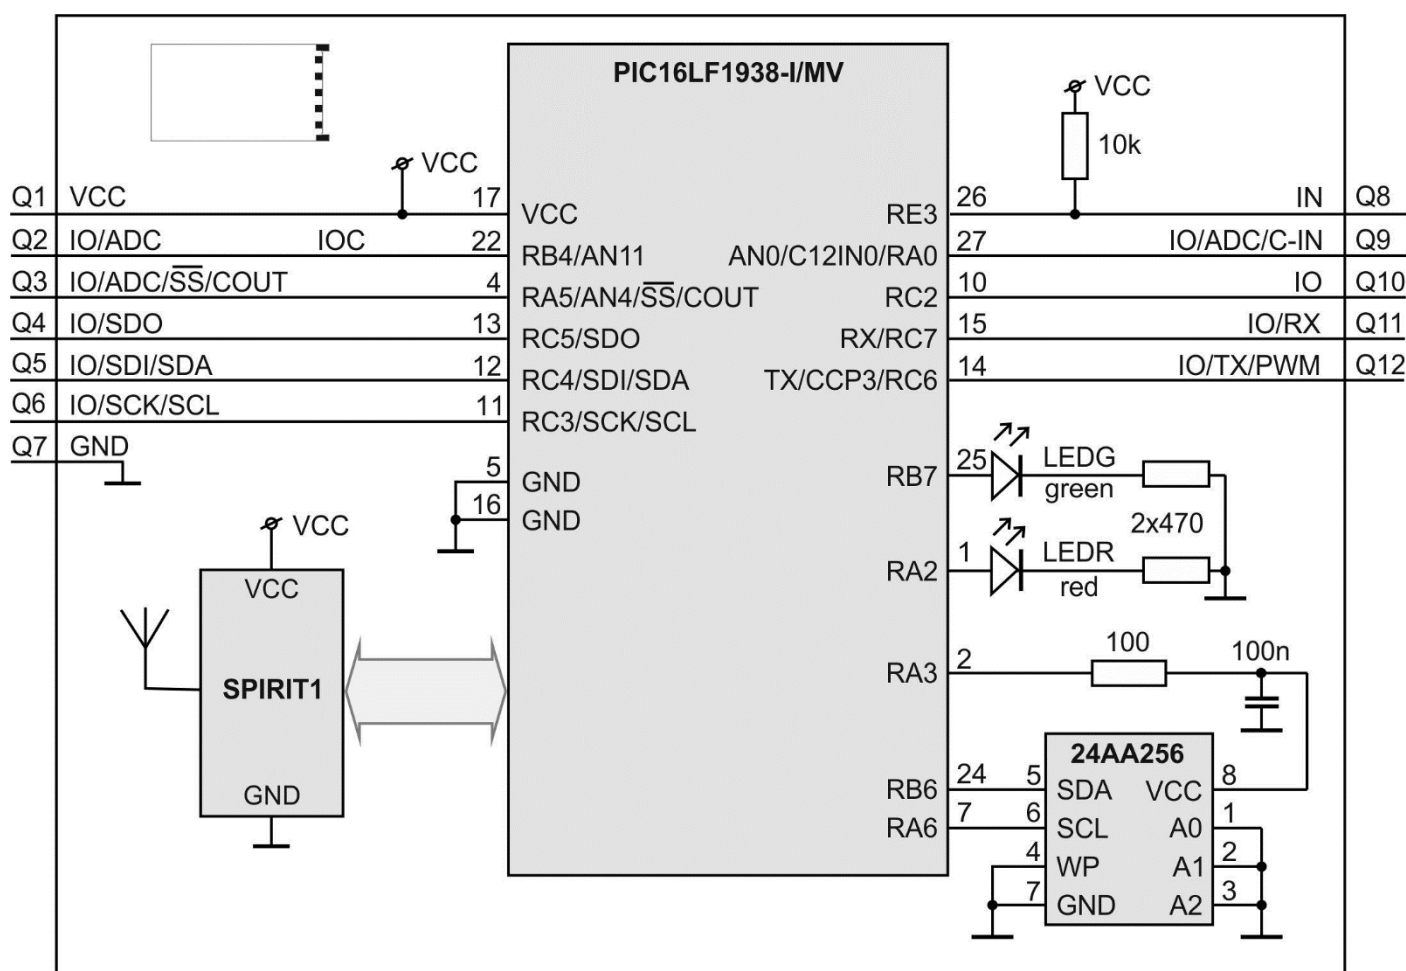 PIC16LF1938-I/MV
VCC
10k
VCC
Q1 VCC 17 VCC RE3 26 IN Q8
Q2 IO/ADC IOC 22 RB4/AN11 AN0/C12IN0/RA0 27 IO/ADC/C-IN Q9
Q3 IO/ADC/S̅S̅/COUT 4 RA5/AN4/S̅S̅/COUT RC2 10 IO Q10
Q4 IO/SDO 13 RC5/SDO RX/RC7 15 IO/RX Q11
Q5 IO/SDI/SDA 12 RC4/SDI/SDA TX/CCP3/RC6 14 IO/TX/PWM Q12
Q6 IO/SCK/SCL 11 RC3/SCK/SCL
Q7 GND
5 GND
16 GND
RB7 25 LEDG
green
2x470
RA2 1 LEDR
red
VCC
VCC
SPIRIT1
GND
RA3 2 100 100n
24AA256
RB6 24 5 SDA VCC 8
RA6 7 6 SCL A0 1
4 WP A1 2
7 GND A2 3